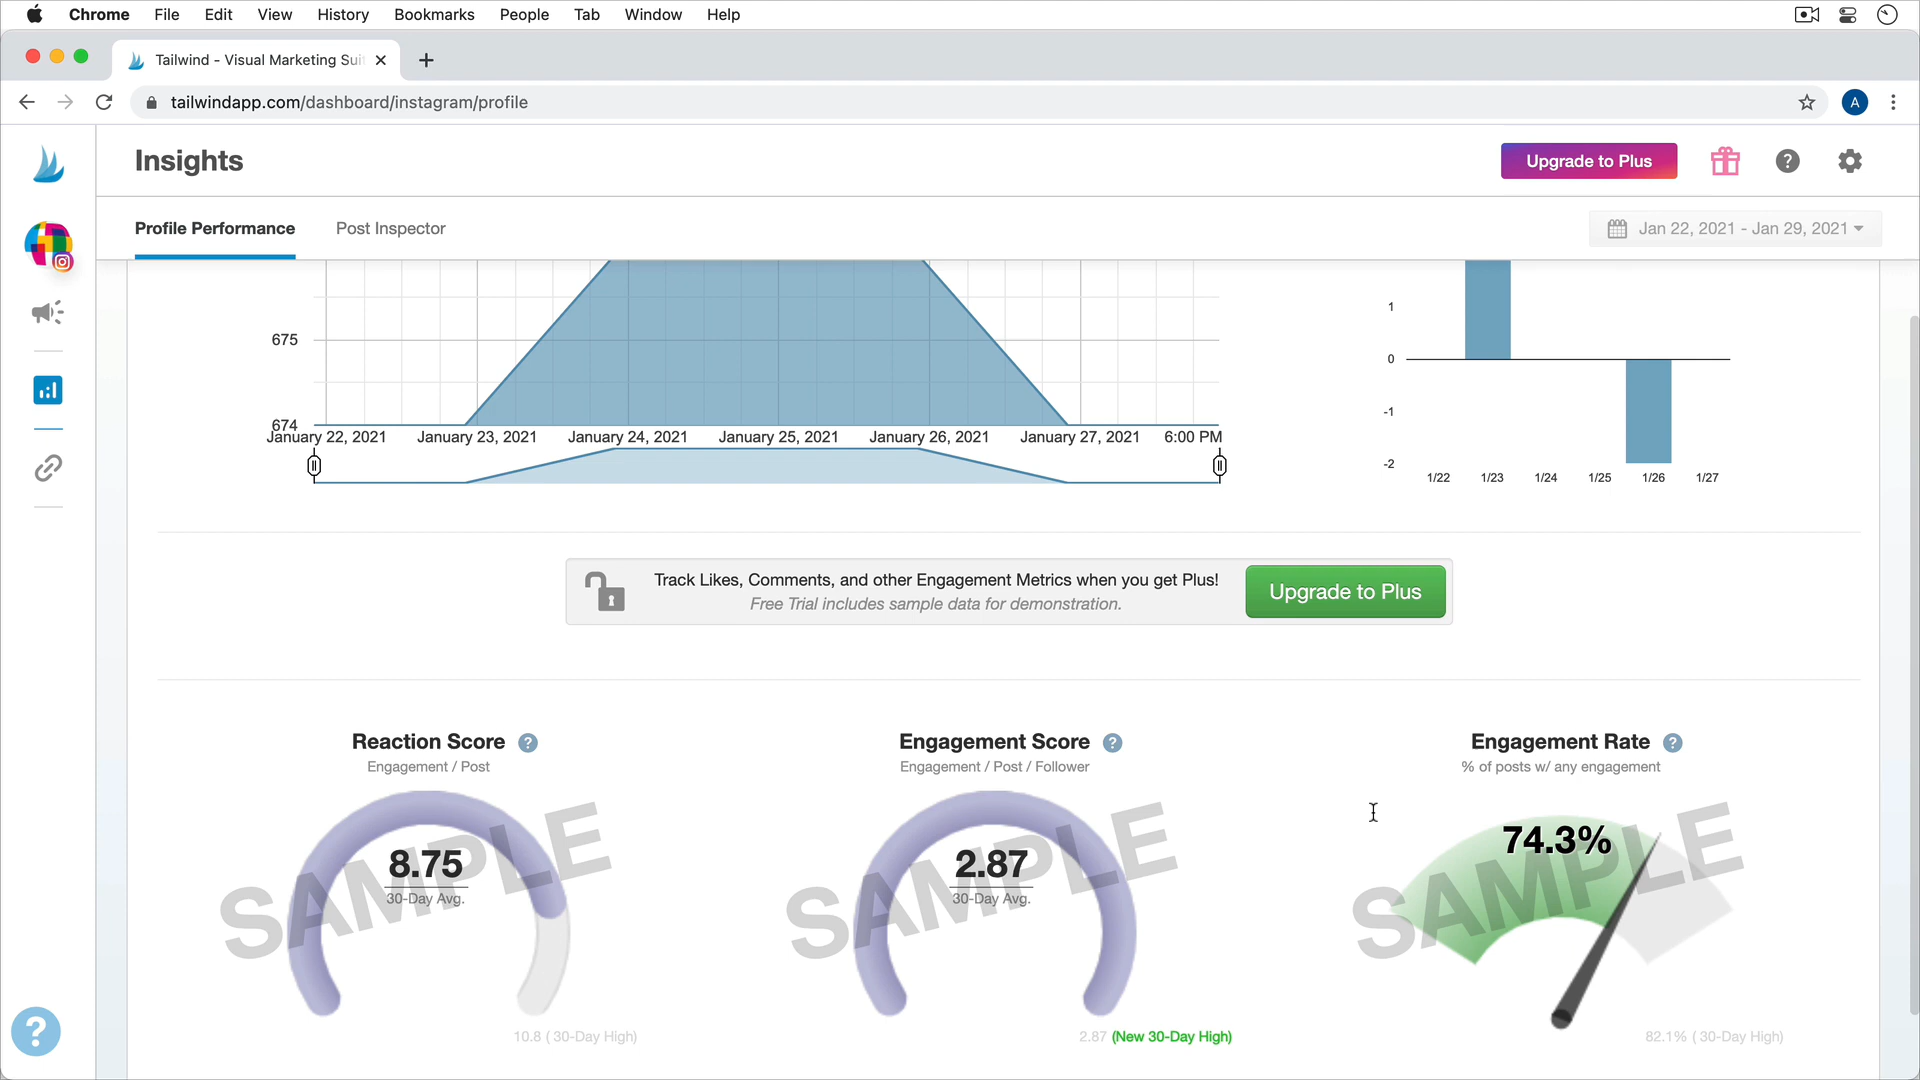 Chrome File Edit View History Bookmarks People Tab Window Help
Tailwind - Visual Marketing Sui
tailwindapp.com/dashboard/instagram/profile
A
Insights
Upgrade to Plus
?
Profile Performance
Post Inspector
Jan 22, 2021 - Jan 29, 2021
675
674
January 22, 2021 January 23, 2021 January 24, 2021 January 25, 2021 January 26, 2021 January 27, 2021 6:00 PM
1
0
-1
-2
1/22 1/23 1/24 1/25 1/26 1/27
Track Likes, Comments, and other Engagement Metrics when you get Plus!
Free Trial includes sample data for demonstration.
Upgrade to Plus
Reaction Score ?
Engagement / Post
SAMPLE
8.75
30-Day Avg.
10.8 ( 30-Day High)
Engagement Score ?
Engagement / Post / Follower
SAMPLE
2.87
30-Day Avg.
2.87 (New 30-Day High)
Engagement Rate ?
% of posts w/ any engagement
SAMPLE
74.3%
82.1% ( 30-Day High)
?